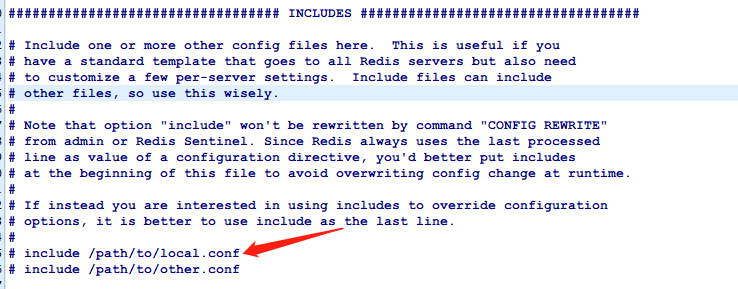 ################################## INCLUDES ###################################
# Include one or more other config files here.  This is useful if you
# have a standard template that goes to all Redis servers but also need
# to customize a few per-server settings.  Include files can include
# other files, so use this wisely.
#
# Note that option "include" won't be rewritten by command "CONFIG REWRITE"
# from admin or Redis Sentinel. Since Redis always uses the last processed
# line as value of a configuration directive, you'd better put includes
# at the beginning of this file to avoid overwriting config change at runtime.
#
# If instead you are interested in using includes to override configuration
# options, it is better to use include as the last line.
#
# include /path/to/local.conf
# include /path/to/other.conf